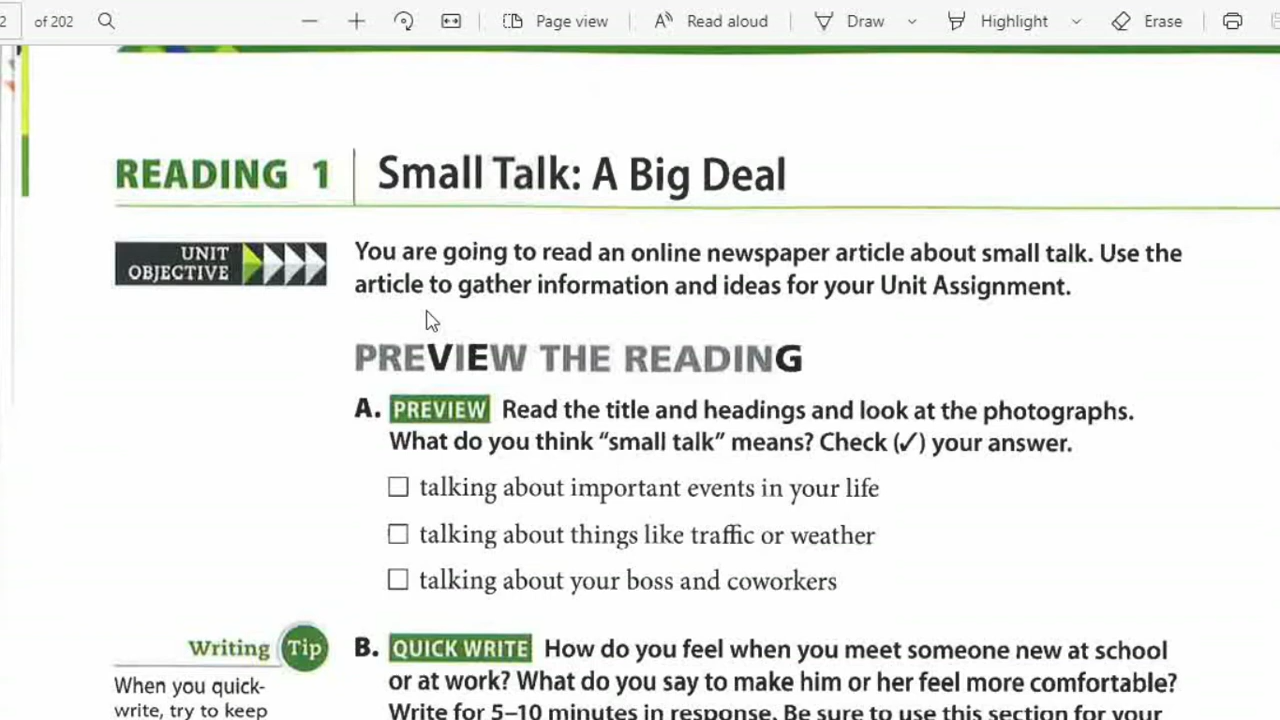 2 of 202 Page view Read aloud Draw Highlight Erase
READING 1 Small Talk: A Big Deal
UNIT OBJECTIVE
You are going to read an online newspaper article about small talk. Use the
article to gather information and ideas for your Unit Assignment.
PREVIEW THE READING
A. PREVIEW Read the title and headings and look at the photographs.
What do you think “small talk” means? Check (✓) your answer.
☐ talking about important events in your life
☐ talking about things like traffic or weather
☐ talking about your boss and coworkers
Writing Tip
When you quick-
write, try to keep
B. QUICK WRITE How do you feel when you meet someone new at school
or at work? What do you say to make him or her feel more comfortable?
Write for 5–10 minutes in response. Be sure to use this section for your